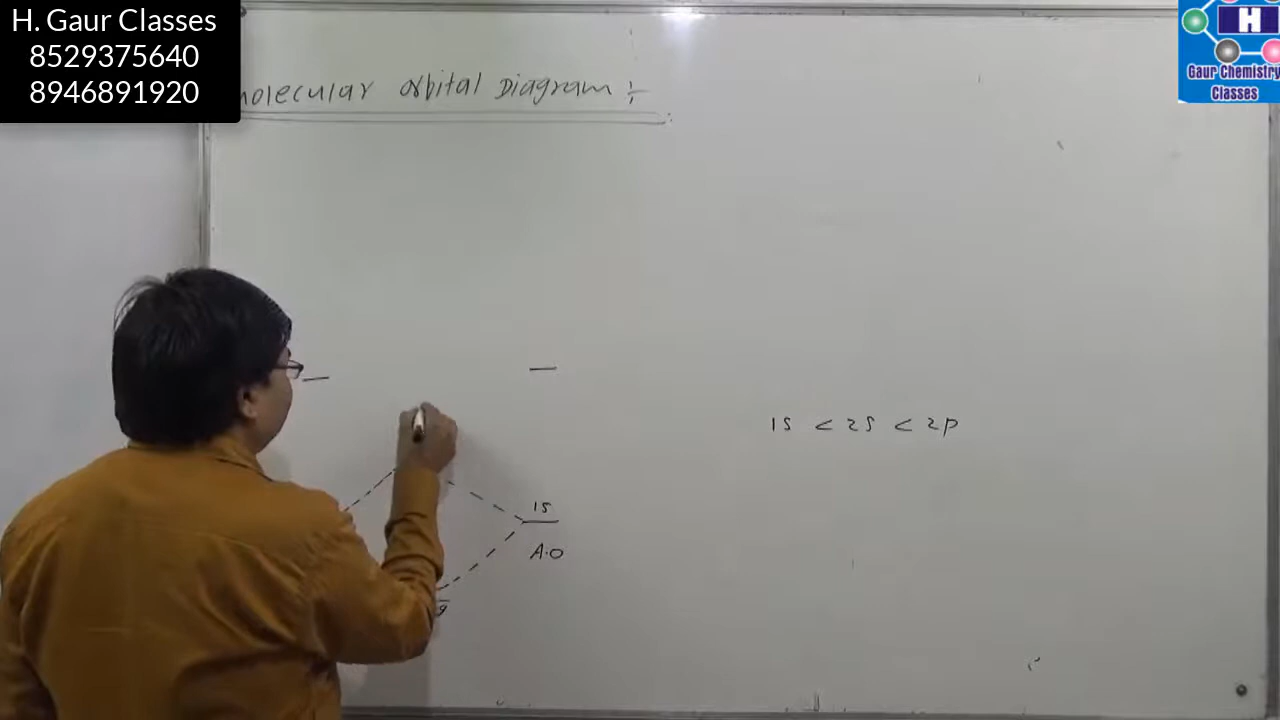 H. Gaur Classes
8529375640
8946891920
H
Gaur Chemistry
Classes
molecular orbital Diagram :-
1S < 2S < 2P
1S
A.O
g